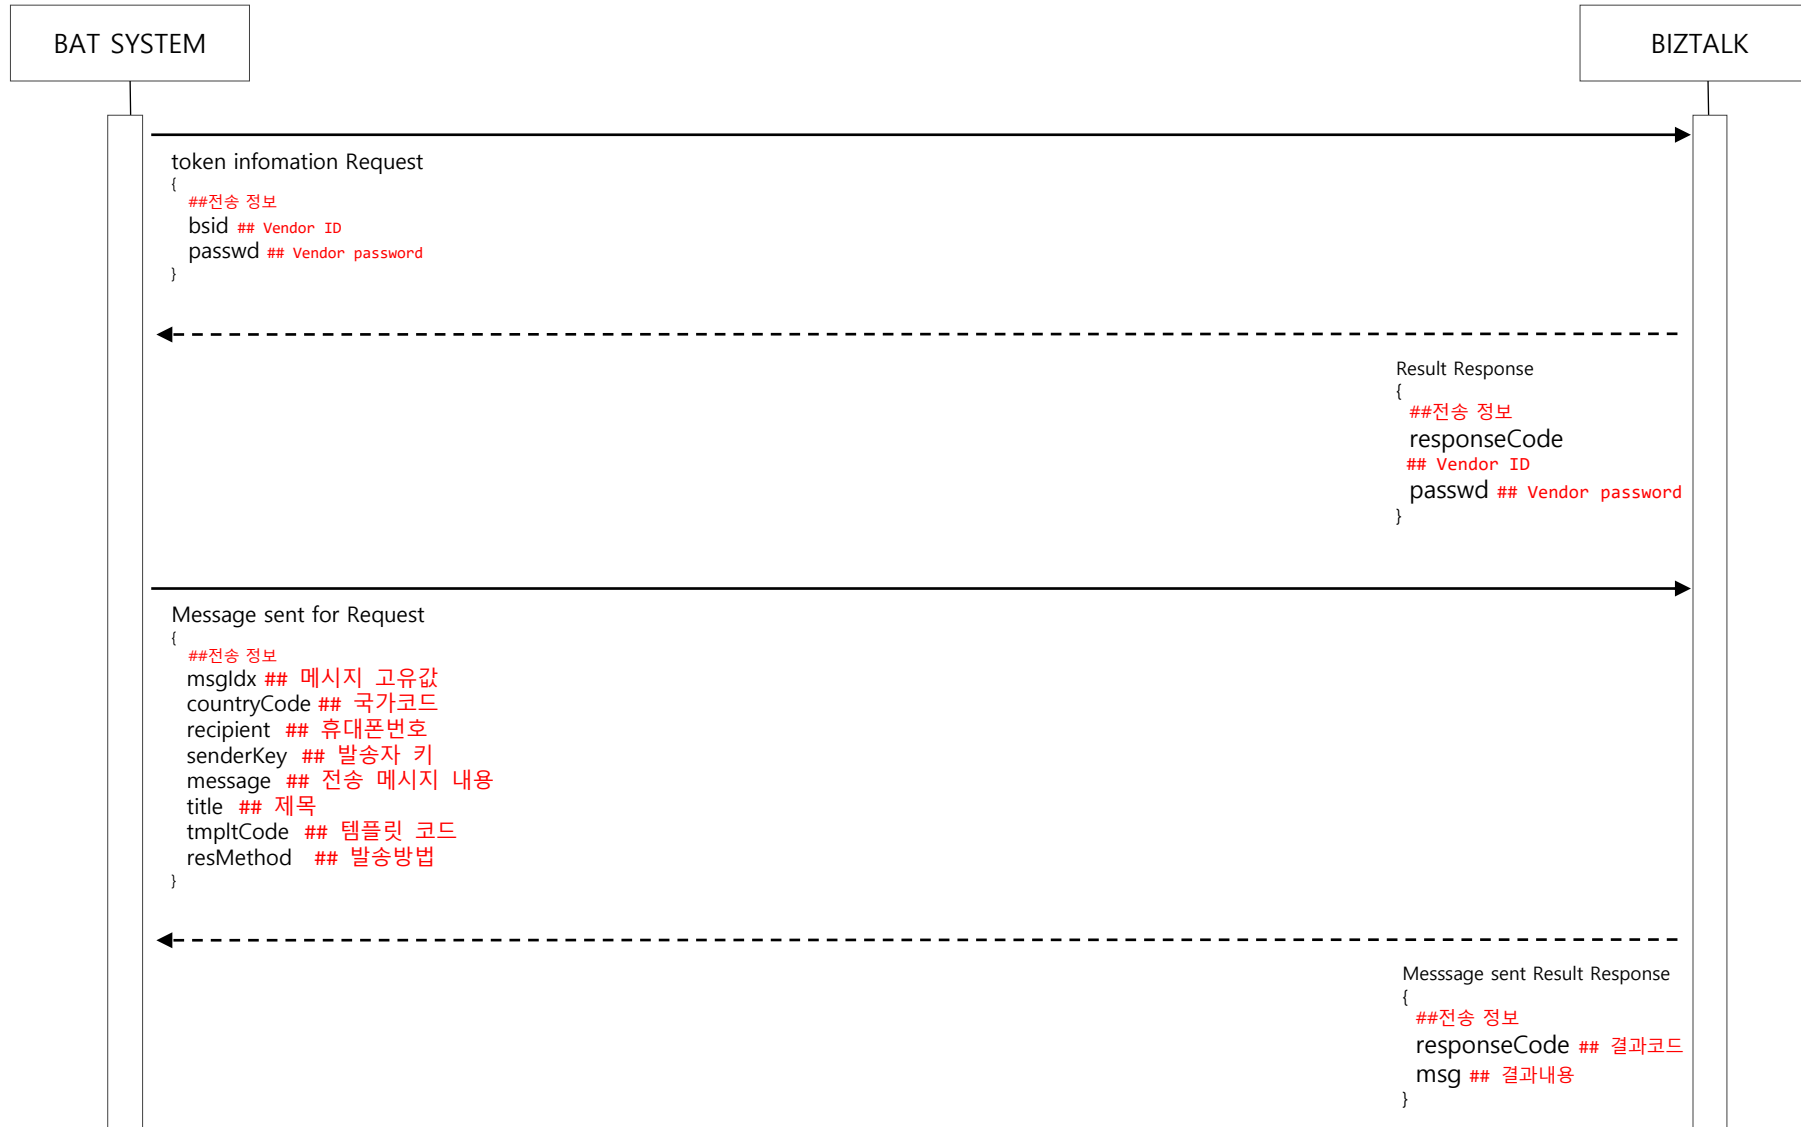 BAT SYSTEM
BIZTALK
token infomation Request
{
##전송 정보
bsid ## Vendor ID
passwd ## Vendor password
}
Result Response
{
##전송 정보
responseCode
## Vendor ID
passwd ## Vendor password
}
Message sent for Request
{
##전송 정보
msgIdx ## 메시지 고유값
countryCode ## 국가코드
recipient ## 휴대폰번호
senderKey ## 발송자 키
message ## 전송 메시지 내용
title ## 제목
tmpltCode ## 템플릿 코드
resMethod ## 발송방법
}
Messsage sent Result Response
{
##전송 정보
responseCode ## 결과코드
msg ## 결과내용
}